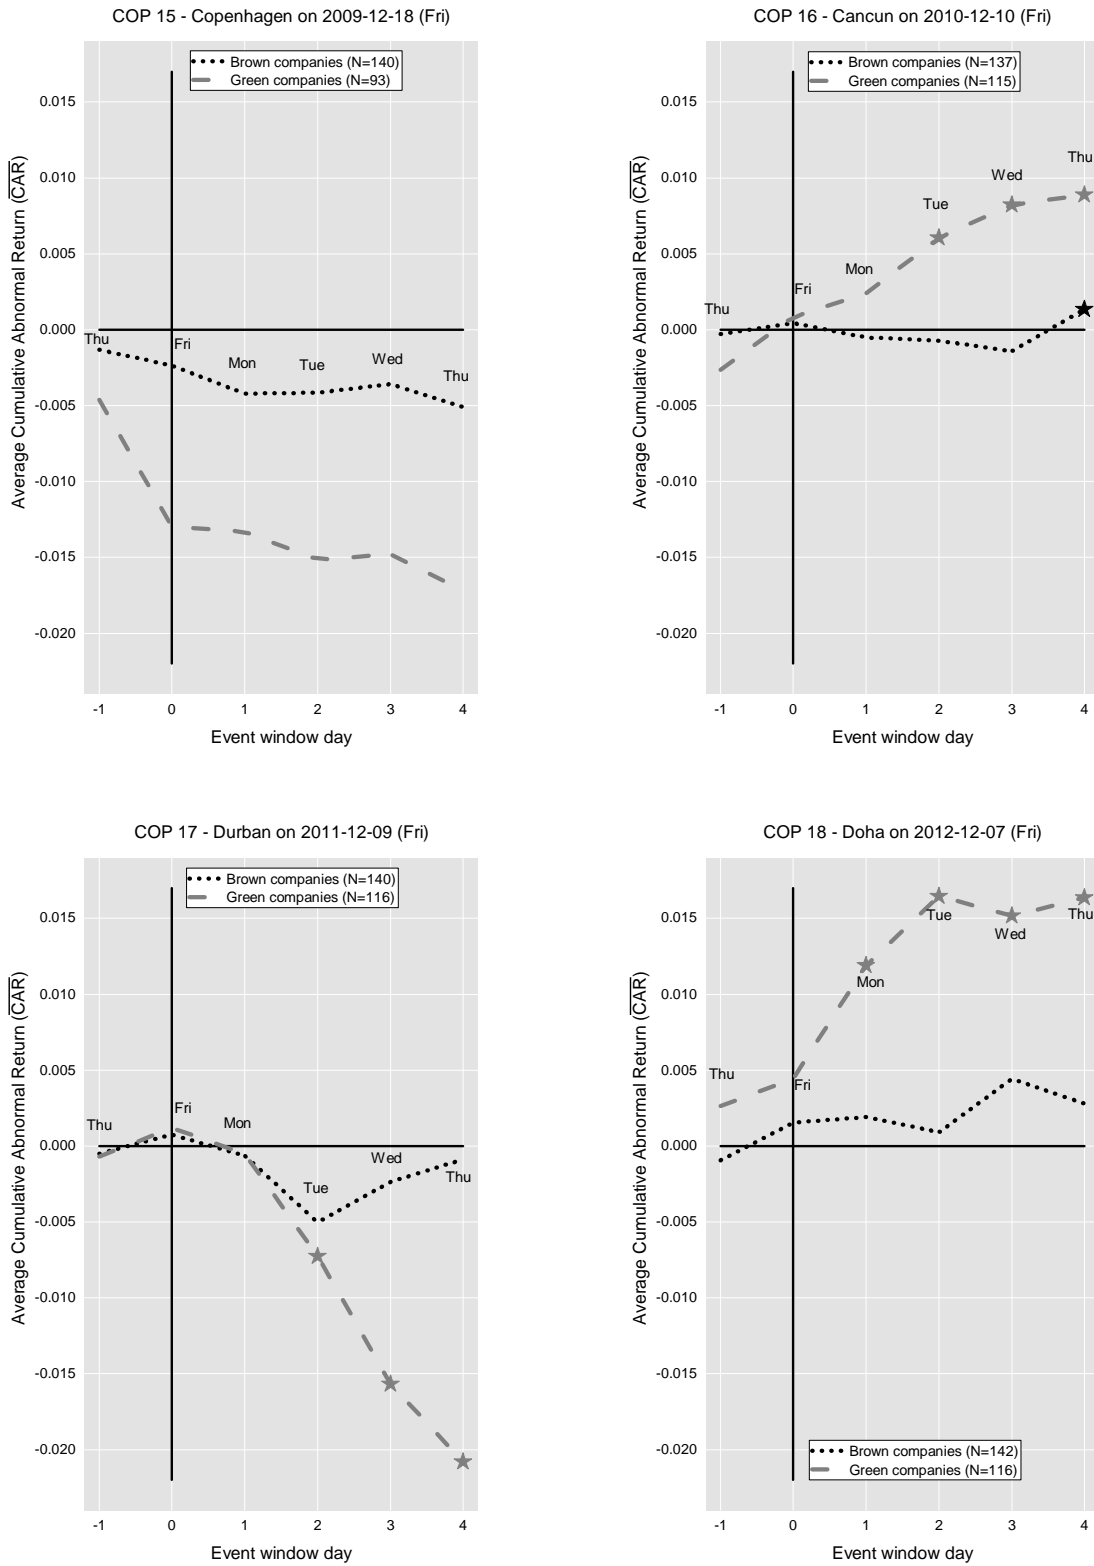 COP 15 - Copenhagen on 2009-12-18 (Fri)
Brown companies (N=140)
Green companies (N=93)
Average Cumulative Abnormal Return (CAR)
0.015
0.010
0.005
0.000
-0.005
-0.010
-0.015
-0.020
Thu
Fri
Mon
Tue
Wed
Thu
-1 0 1 2 3 4
Event window day
COP 16 - Cancun on 2010-12-10 (Fri)
Brown companies (N=137)
Green companies (N=115)
Average Cumulative Abnormal Return (CAR)
0.015
0.010
0.005
0.000
-0.005
-0.010
-0.015
-0.020
Thu
Fri
Mon
Tue
Wed
Thu
-1 0 1 2 3 4
Event window day
COP 17 - Durban on 2011-12-09 (Fri)
Brown companies (N=140)
Green companies (N=116)
Average Cumulative Abnormal Return (CAR)
0.015
0.010
0.005
0.000
-0.005
-0.010
-0.015
-0.020
Thu
Fri
Mon
Tue
Wed
Thu
-1 0 1 2 3 4
Event window day
COP 18 - Doha on 2012-12-07 (Fri)
Average Cumulative Abnormal Return (CAR)
0.015
0.010
0.005
0.000
-0.005
-0.010
-0.015
-0.020
Thu
Fri
Mon
Tue
Wed
Thu
Brown companies (N=142)
Green companies (N=116)
-1 0 1 2 3 4
Event window day